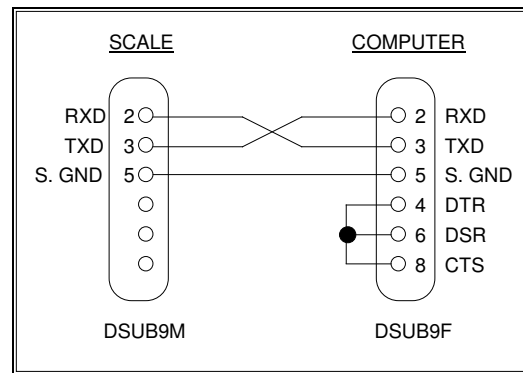 SCALE COMPUTER
RXD 2 2 RXD
TXD 3 3 TXD
S. GND 5 5 S. GND
4 DTR
6 DSR
8 CTS
DSUB9M DSUB9F